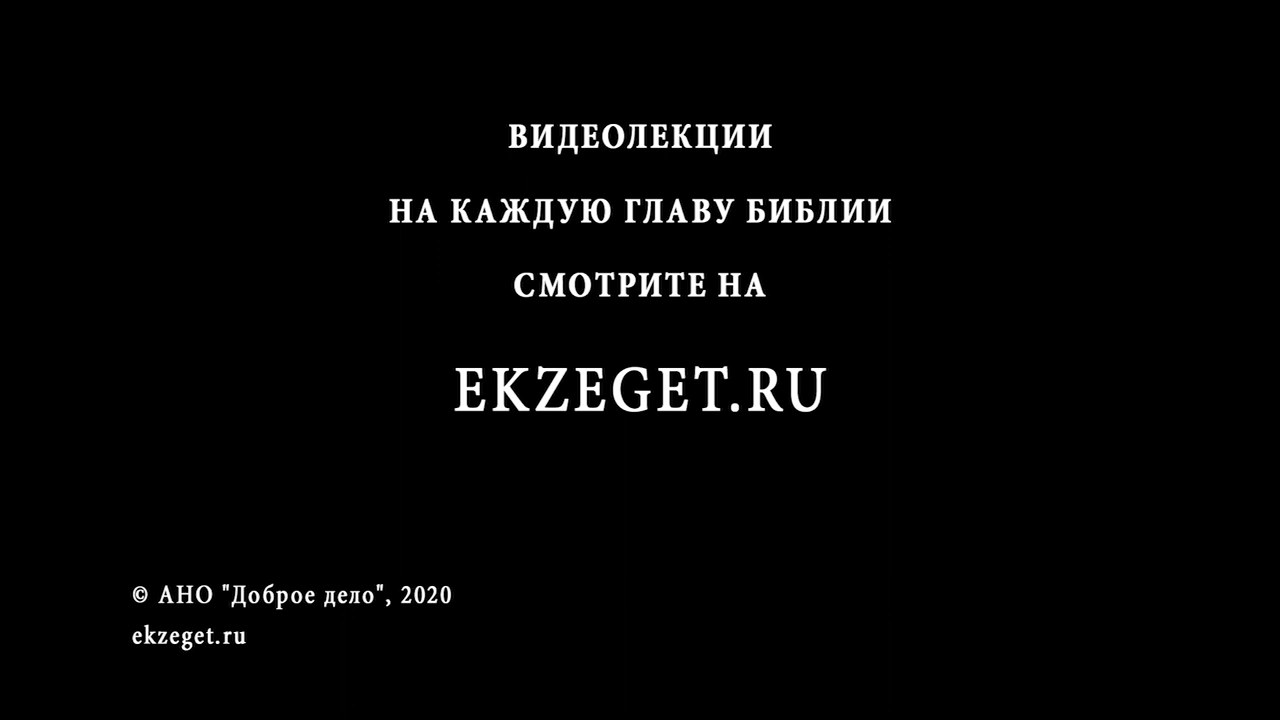 ВИДЕОЛЕКЦИИ
НА КАЖДУЮ ГЛАВУ БИБЛИИ
СМОТРИТЕ НА
EKZEGET.RU
© АНО "Доброе дело", 2020
ekzeget.ru